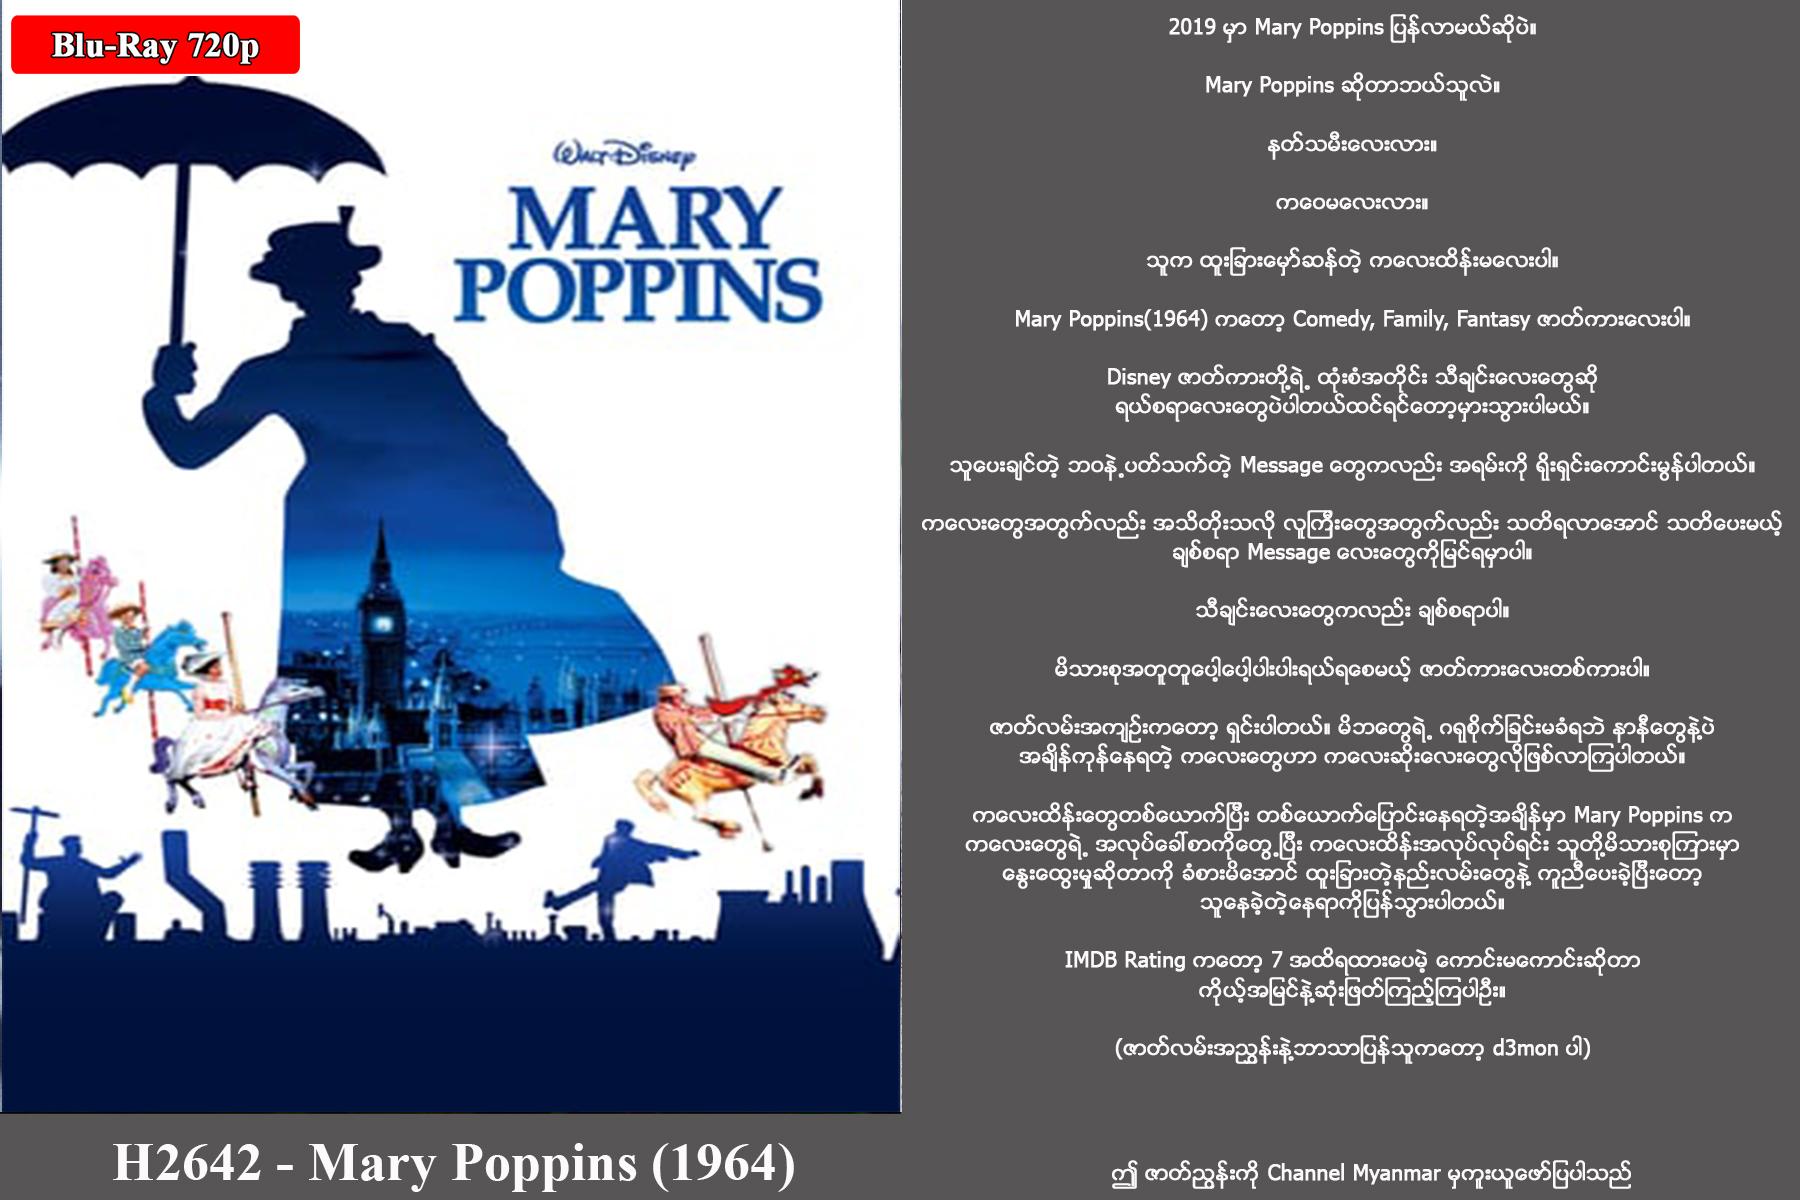 Blu-Ray 720p
WALT DISNEY
MARY
POPPINS
H2642 - Mary Poppins (1964)
2019 မှာ Mary Poppins ပြန်လာမယ်ဆိုပဲ။
Mary Poppins ဆိုတာဘယ်သူလဲ။
နတ်သမီးလေးလား။
ကဝေမလေးလား။
သူက ထူးခြားမှော်ဆန်တဲ့ ကလေးထိန်းမလေးပါ။
Mary Poppins(1964) ကတော့ Comedy, Family, Fantasy ဇာတ်ကားလေးပါ။
Disney ဇာတ်ကားတို့ရဲ့ ထုံးစံအတိုင်း သီချင်းလေးတွေဆို
ရယ်စရာလေးတွေပဲပါတယ်ထင်ရင်တော့မှားသွားပါမယ်။
သူပေးချင်တဲ့ ဘဝနဲ့ပတ်သက်တဲ့ Message တွေကလည်း အရမ်းကို ရိုးရှင်းကောင်းမွန်ပါတယ်။
ကလေးတွေအတွက်လည်း အသိတိုးသလို လူကြီးတွေအတွက်လည်း သတိရလာအောင် သတိပေးမယ့်
ချစ်စရာ Message လေးတွေကိုမြင်ရမှာပါ။
သီချင်းလေးတွေကလည်း ချစ်စရာပါ။
မိသားစုအတူတူပေါ့ပေါ့ပါးပါးရယ်ရစေမယ့် ဇာတ်ကားလေးတစ်ကားပါ။
ဇာတ်လမ်းအကျဉ်းကတော့ ရှင်းပါတယ်။ မိဘတွေရဲ့ ဂရုစိုက်ခြင်းမခံရဘဲ နာနီတွေနဲ့ပဲ
အချိန်ကုန်နေရတဲ့ ကလေးတွေဟာ ကလေးဆိုးလေးတွေလိုဖြစ်လာကြပါတယ်။
ကလေးထိန်းတွေတစ်ယောက်ပြီး တစ်ယောက်ပြောင်းနေရတဲ့အချိန်မှာ Mary Poppins က
ကလေးတွေရဲ့ အလုပ်ခေါ်စာကိုတွေ့ပြီး ကလေးထိန်းအလုပ်လုပ်ရင်း သူတို့မိသားစုကြားမှာ
နွေးထွေးမှုဆိုတာကို ခံစားမိအောင် ထူးခြားတဲ့နည်းလမ်းတွေနဲ့ ကူညီပေးခဲ့ပြီးတော့
သူနေခဲ့တဲ့နေရာကိုပြန်သွားပါတယ်။
IMDB Rating ကတော့ 7 အထိရထားပေမဲ့ ကောင်းမကောင်းဆိုတာ
ကိုယ့်အမြင်နဲ့ဆုံးဖြတ်ကြည့်ကြပါဦး။
(ဇာတ်လမ်းအညွှန်းနဲ့ဘာသာပြန်သူကတော့ d3mon ပါ)
ဤ ဇာတ်ညွှန်းကို Channel Myanmar မှကူးယူဖော်ပြပါသည်